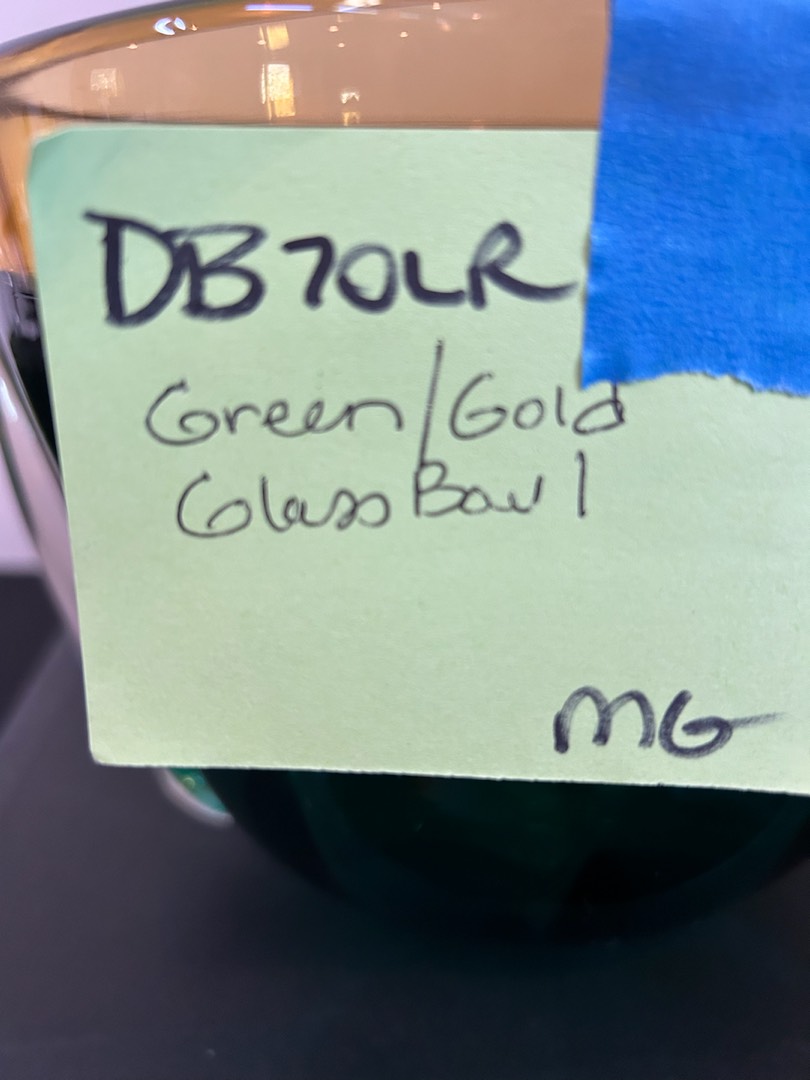 DB70LR
Green/Gold
Glass Bowl
MG